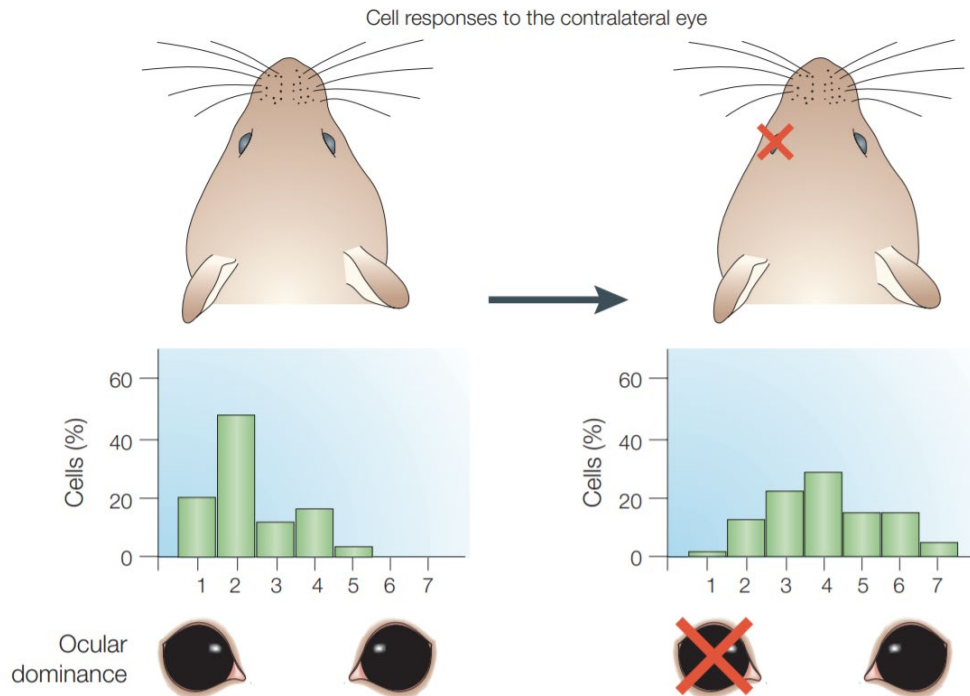 Cell responses to the contralateral eye
60
40
20
0
Cells (%)
1 2 3 4 5 6 7
60
40
20
0
Cells (%)
1 2 3 4 5 6 7
Ocular
dominance